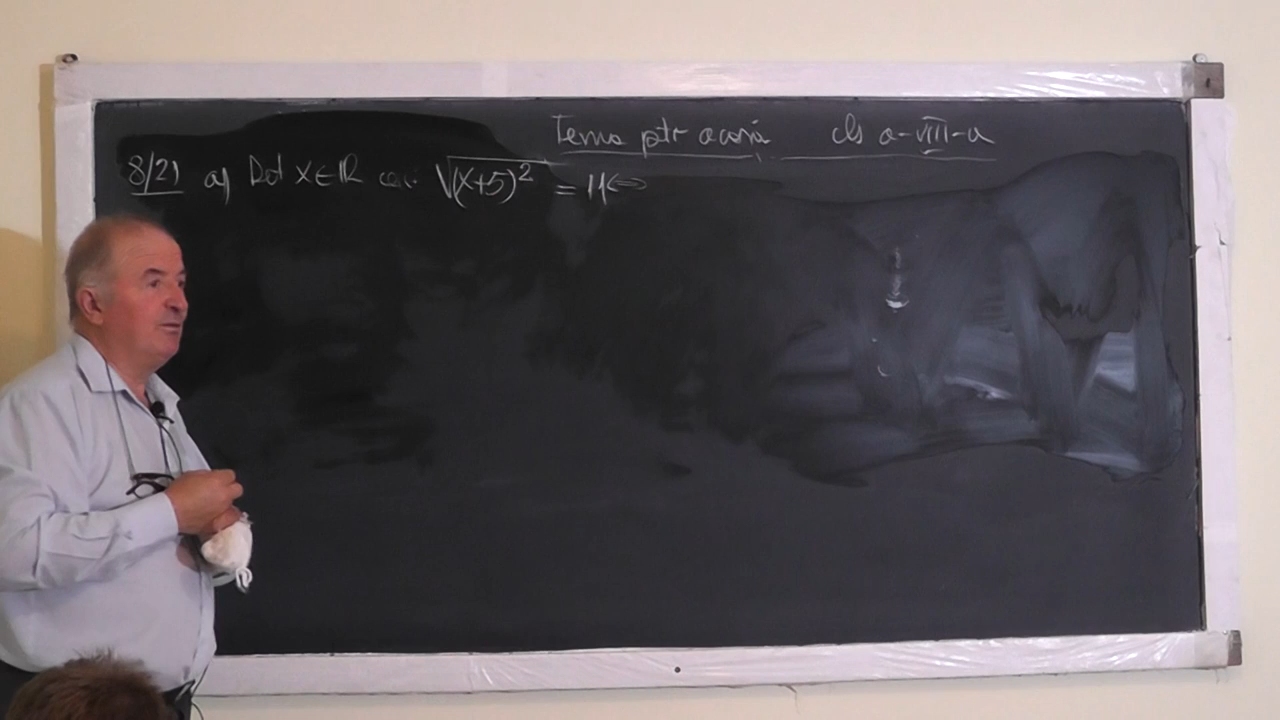 Tema ptr acasă cls a-VIII-a
8/21 a) Det x∈ℝ √(x+5)² = 11 ⇔